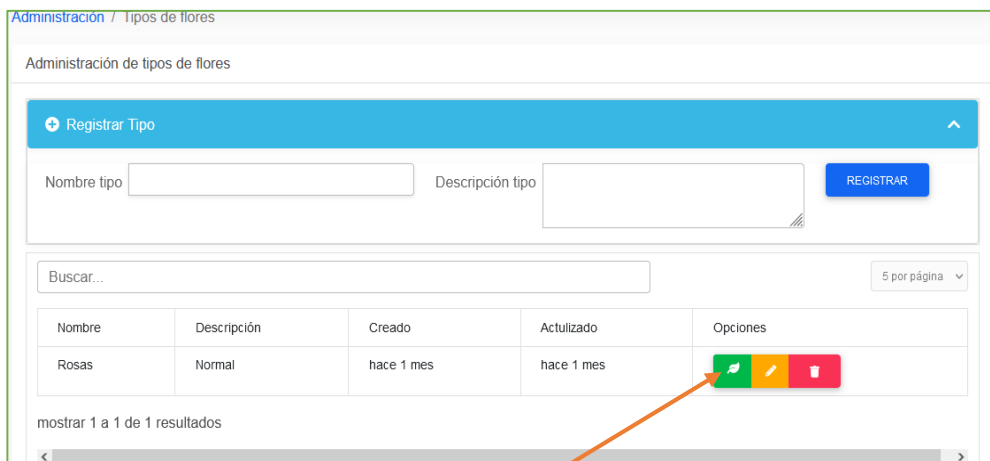 Administración / Tipos de flores
Administración de tipos de flores
Registrar Tipo
Nombre tipo
Descripción tipo
REGISTRAR
Buscar...
5 por página
Nombre Descripción Creado Actulizado Opciones
Rosas Normal hace 1 mes hace 1 mes
mostrar 1 a 1 de 1 resultados